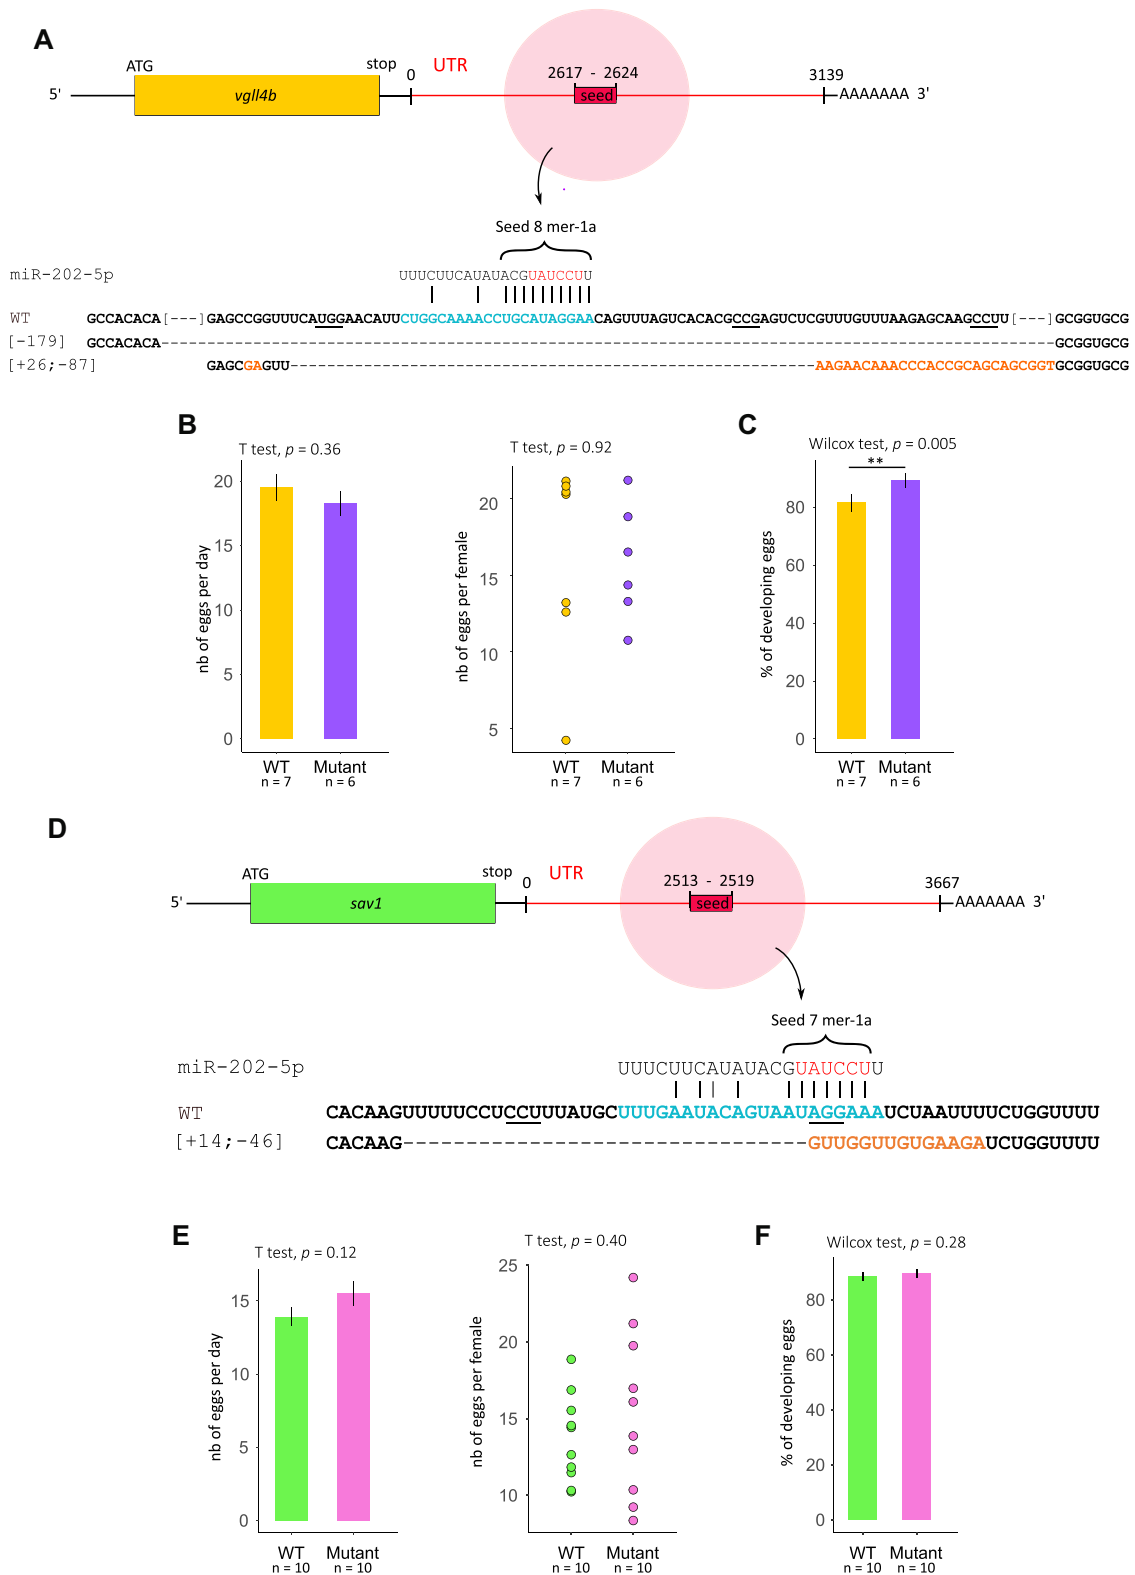 A
ATG
stop
0
UTR
2617 - 2624
3139
5'
vgll4b
seed
AAAAAAA 3'
Seed 8 mer-1a
miR-202-5p
UUUCUUCAUAUACGUAUCCUU
WT
GCCACACA[---]GAGCCGGUUUCAUGGAACAUUCUGGCAAAACCUGCAUAGGAACAGUUUAGUCACACGCCGAGUCUCGUUUGUUUAAGAGCAAGCCUU[---]GCGGUGCG
[-179]
GCCACACA------------------------------------GCGGUGCG
[+26;-87]
GAGCGAGUU------------------------------------AAGAACAAACCCACCGCAGCAGCGGTGCGGUGCG
B
T test, p = 0.36
20
15
10
5
0
nb of eggs per day
WT
n = 7
Mutant
n = 6
T test, p = 0.92
20
15
10
5
nb of eggs per female
WT
n = 7
Mutant
n = 6
C
Wilcox test, p = 0.005
**
80
60
40
20
0
% of developing eggs
WT
n = 7
Mutant
n = 6
D
ATG
stop
0
UTR
2513 - 2519
3667
5'
sav1
seed
AAAAAAA 3'
Seed 7 mer-1a
miR-202-5p
UUUCUUCAUAUACGUAUCCUU
WT
CACAAGUUUUUCCUCCUUUAUGCUUUGAAUACAGUAAUAGGAAAUCUAAUUUUCUGGUUUU
[+14;-46]
CACAAG--------------------------------GUUGGUUGUGAAGAUCUGGUUUU
E
T test, p = 0.12
15
10
5
0
nb of eggs per day
WT
n = 10
Mutant
n = 10
T test, p = 0.40
25
20
15
10
nb of eggs per female
WT
n = 10
Mutant
n = 10
F
Wilcox test, p = 0.28
80
60
40
20
0
% of developing eggs
WT
n = 10
Mutant
n = 10